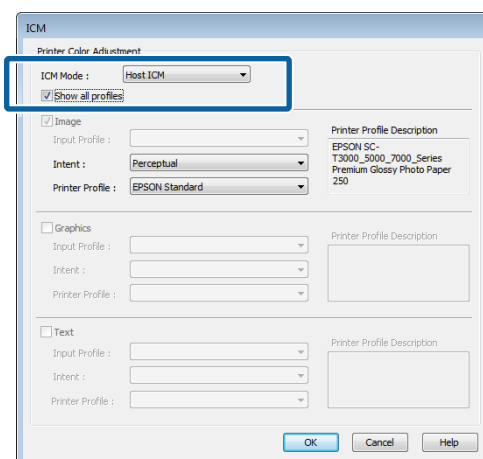 ICM
Printer Color Adjustment
ICM Mode : Host ICM
Show all profiles
Image
Input Profile :
Intent : Perceptual
Printer Profile : EPSON Standard
Printer Profile Description
EPSON SC-
T3000_5000_7000_Series
Premium Glossy Photo Paper
250
Graphics
Input Profile :
Intent :
Printer Profile :
Printer Profile Description
Text
Input Profile :
Intent :
Printer Profile :
Printer Profile Description
OK Cancel Help